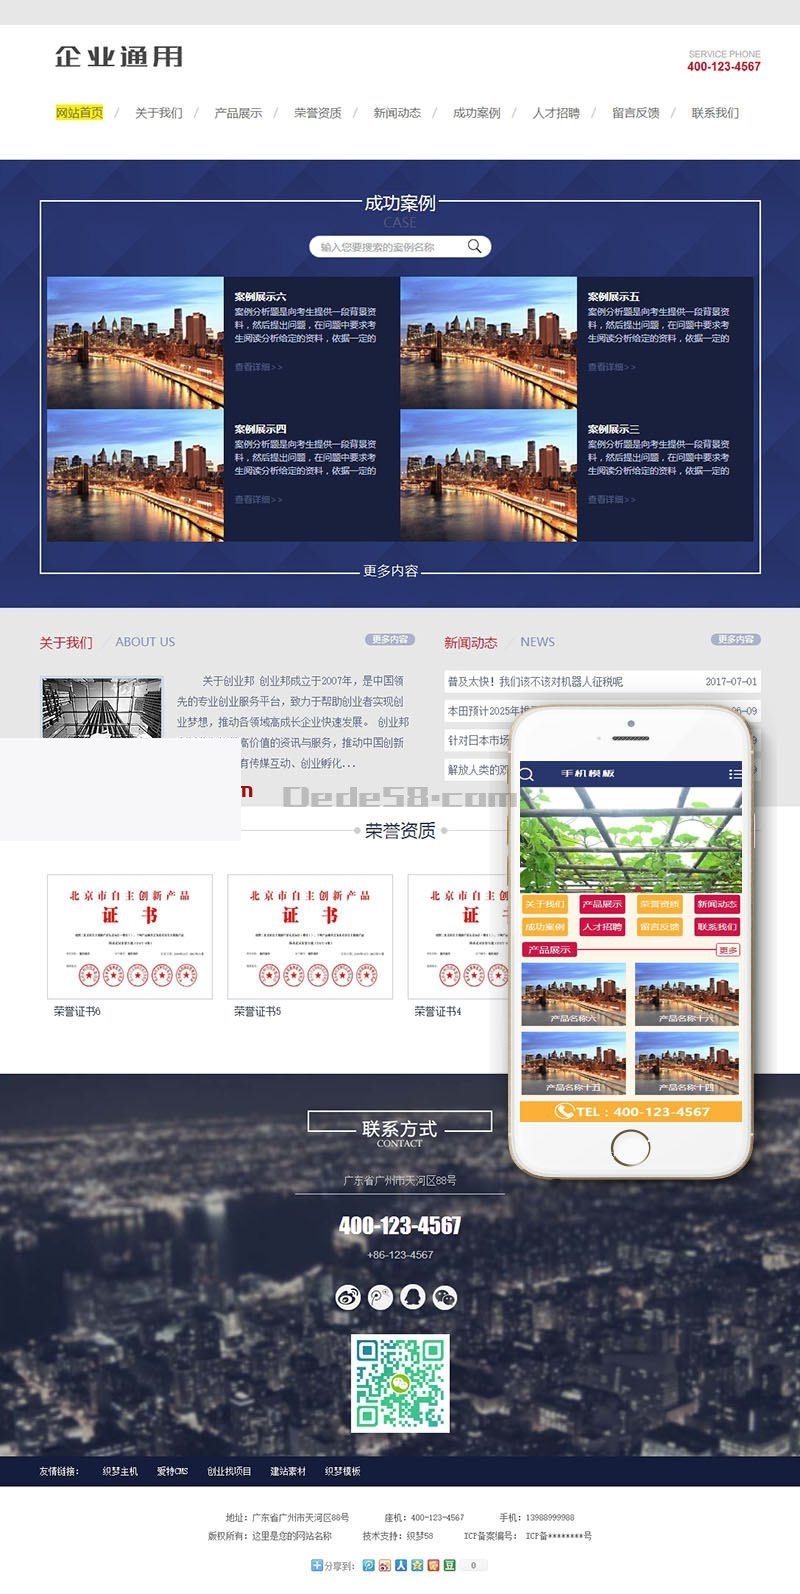 企业通用
SERVICE PHONE
400-123-4567
网站首页 / 关于我们 / 产品展示 / 荣誉资质 / 新闻动态 / 成功案例 / 人才招聘 / 留言反馈 / 联系我们
成功案例
CASE
输入您要搜索的案例名称
案例展示六
案例分析题是向考生提供一段背景资
料，然后提出问题，在问题中要求考
生阅读分析给定的资料，依据一定的
查看详细>>
案例展示五
案例分析题是向考生提供一段背景资
料，然后提出问题，在问题中要求考
生阅读分析给定的资料，依据一定的
查看详细>>
案例展示四
案例分析题是向考生提供一段背景资
料，然后提出问题，在问题中要求考
生阅读分析给定的资料，依据一定的
查看详细>>
案例展示三
案例分析题是向考生提供一段背景资
料，然后提出问题，在问题中要求考
生阅读分析给定的资料，依据一定的
查看详细>>
更多内容
关于我们 / ABOUT US 更多内容
关于创业邦 创业邦成立于2007年，是中国领
先的专业创业服务平台，致力于帮助创业者实现创
业梦想，推动各领域高成长企业快速发展。 创业邦
高价值的资讯与服务，推动中国创新
有传媒互动、创业孵化...
新闻动态 / NEWS 更多内容
普及太快！我们该不该对机器人征税呢 2017-07-01
本田预计2025年推
针对日本市场
解放人类的双
Dede58.com
荣誉资质
北京市自主创新产品
证 书
荣誉证书6
北京市自主创新产品
证 书
荣誉证书5
北京市自主创
证
荣誉证书4
手机模板
关于我们 产品展示 荣誉资质 新闻动态
成功案例 人才招聘 留言反馈 联系我们
产品展示 更多
产品名称六 产品名称十六
产品名称十五 产品名称十四
TEL：400-123-4567
联系方式
CONTACT
广东省广州市天河区88号
400-123-4567
+86-123-4567
友情链接： 织梦主机 爱特CMS 创业找项目 建站素材 织梦模板
地址：广东省广州市天河区88号 座机：400-123-4567 手机：13988999988
版权所有：这里是您的网站名称 技术支持：织梦58 ICP备案编号： ICP备********号
分享到： 豆 0